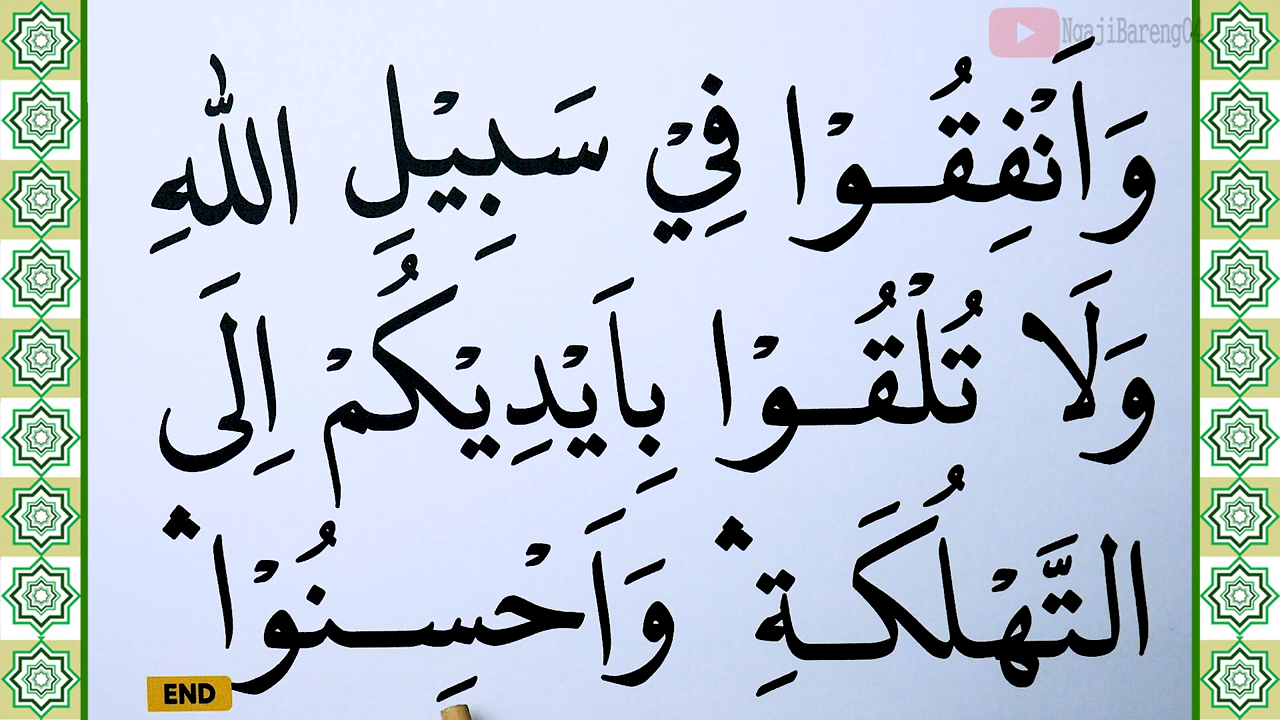 NgajiBareng04
وَاَنْفِقُوْا فِيْ سَبِيْلِ اللّٰهِ
وَلَا تُلْقُوْا بِاَيْدِيْكُمْ اِلَى
التَّهْلُكَةِ ۛ وَاَحْسِنُوْا ۛ
END